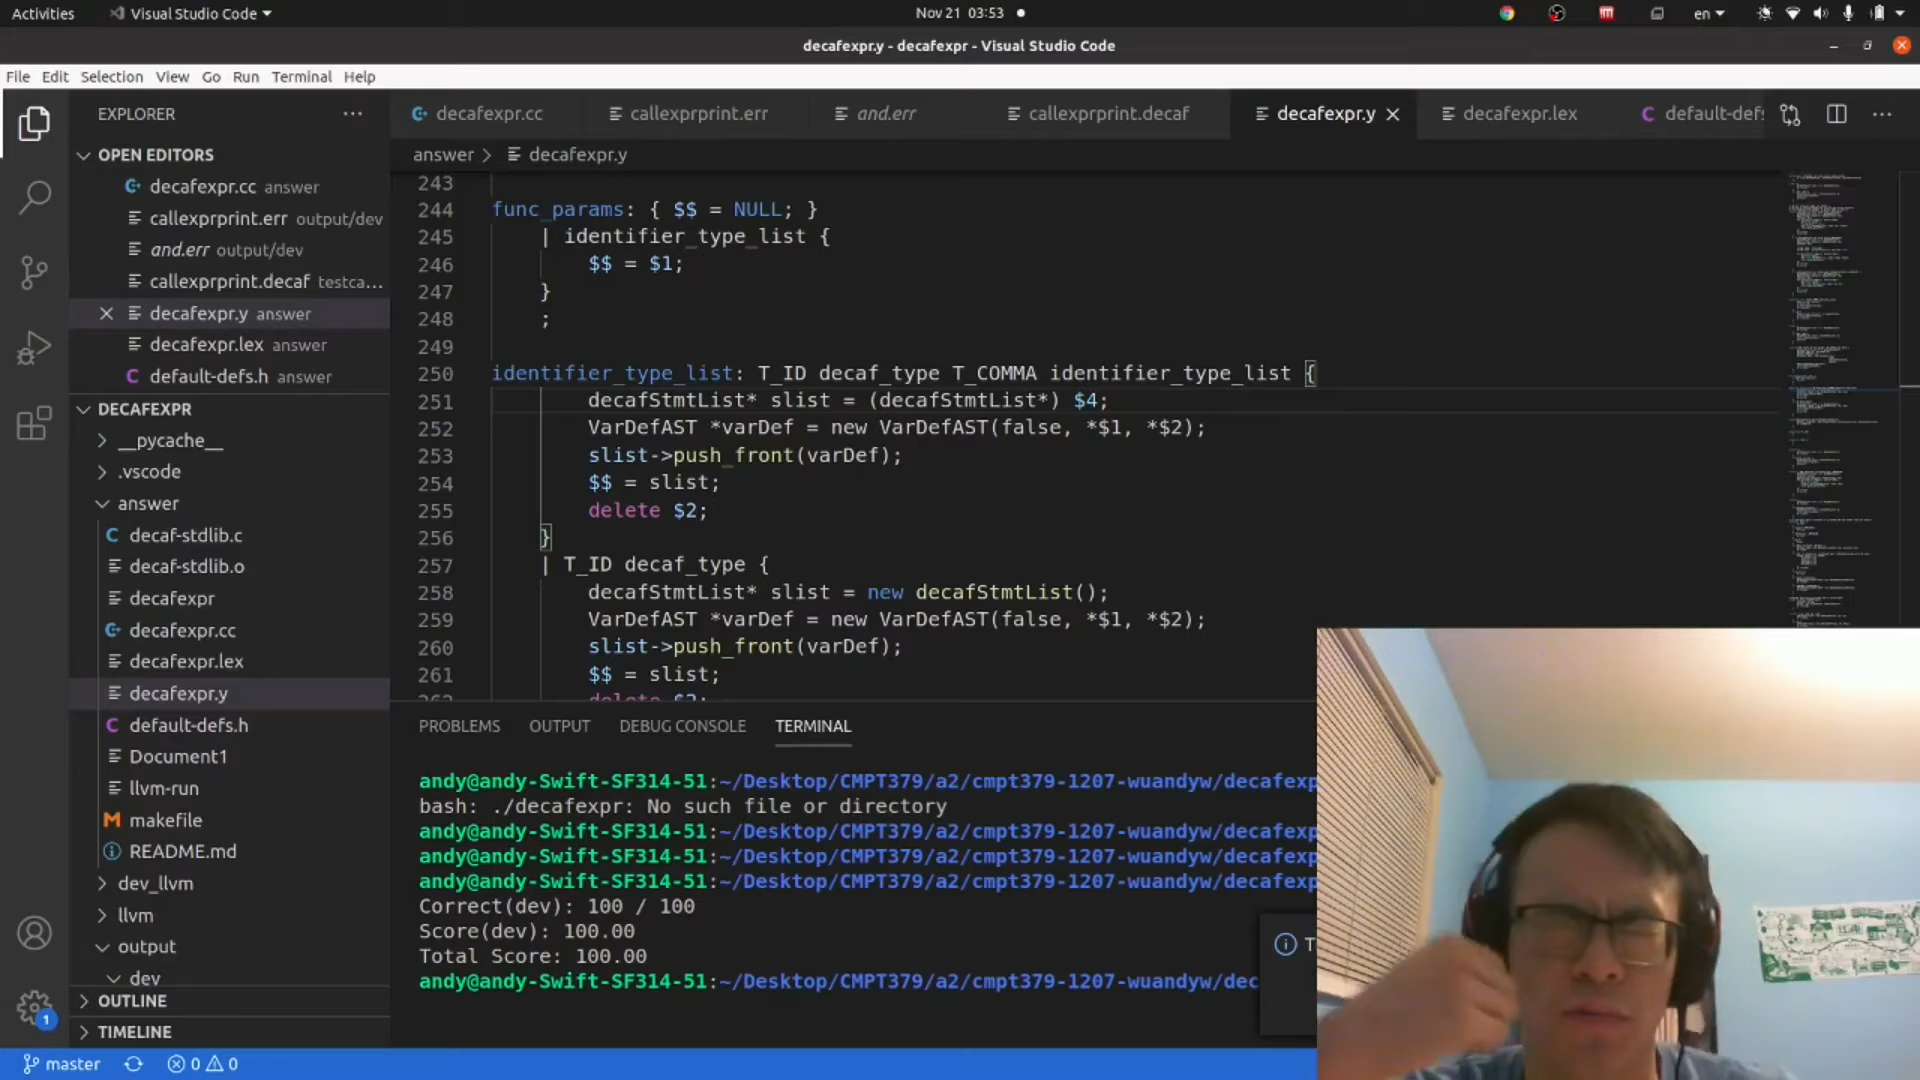 Activities
Visual Studio Code
Nov 21 03:53
en
decafexpr.y - decafexpr - Visual Studio Code
File Edit Selection View Go Run Terminal Help
EXPLORER
OPEN EDITORS
decafexpr.cc answer
callexprprint.err output/dev
and.err output/dev
callexprprint.decaf testca...
decafexpr.y answer
decafexpr.lex answer
default-defs.h answer
DECAFEXPR
__pycache__
.vscode
answer
decaf-stdlib.c
decaf-stdlib.o
decafexpr
decafexpr.cc
decafexpr.lex
decafexpr.y
default-defs.h
Document1
llvm-run
makefile
README.md
dev_llvm
llvm
output
dev
OUTLINE
TIMELINE
1
decafexpr.cc callexprprint.err and.err callexprprint.decaf decafexpr.y decafexpr.lex default-defs
answer > decafexpr.y
243
244 func_params: { $$ = NULL; }
245 | identifier_type_list {
246 $$ = $1;
247 }
248 ;
249
250 identifier_type_list: T_ID decaf_type T_COMMA identifier_type_list {
251 decafStmtList* slist = (decafStmtList*) $4;
252 VarDefAST *varDef = new VarDefAST(false, *$1, *$2);
253 slist->push_front(varDef);
254 $$ = slist;
255 delete $2;
256 }
257 | T_ID decaf_type {
258 decafStmtList* slist = new decafStmtList();
259 VarDefAST *varDef = new VarDefAST(false, *$1, *$2);
260 slist->push_front(varDef);
261 $$ = slist;
262 delete $2;
PROBLEMS OUTPUT DEBUG CONSOLE TERMINAL
andy@andy-Swift-SF314-51:~/Desktop/CMPT379/a2/cmpt379-1207-wuandyw/decafexp
bash: ./decafexpr: No such file or directory
andy@andy-Swift-SF314-51:~/Desktop/CMPT379/a2/cmpt379-1207-wuandyw/decafexp
andy@andy-Swift-SF314-51:~/Desktop/CMPT379/a2/cmpt379-1207-wuandyw/decafexp
andy@andy-Swift-SF314-51:~/Desktop/CMPT379/a2/cmpt379-1207-wuandyw/decafexp
Correct(dev): 100 / 100
Score(dev): 100.00
Total Score: 100.00
andy@andy-Swift-SF314-51:~/Desktop/CMPT379/a2/cmpt379-1207-wuandyw/dec
T
master 0 0